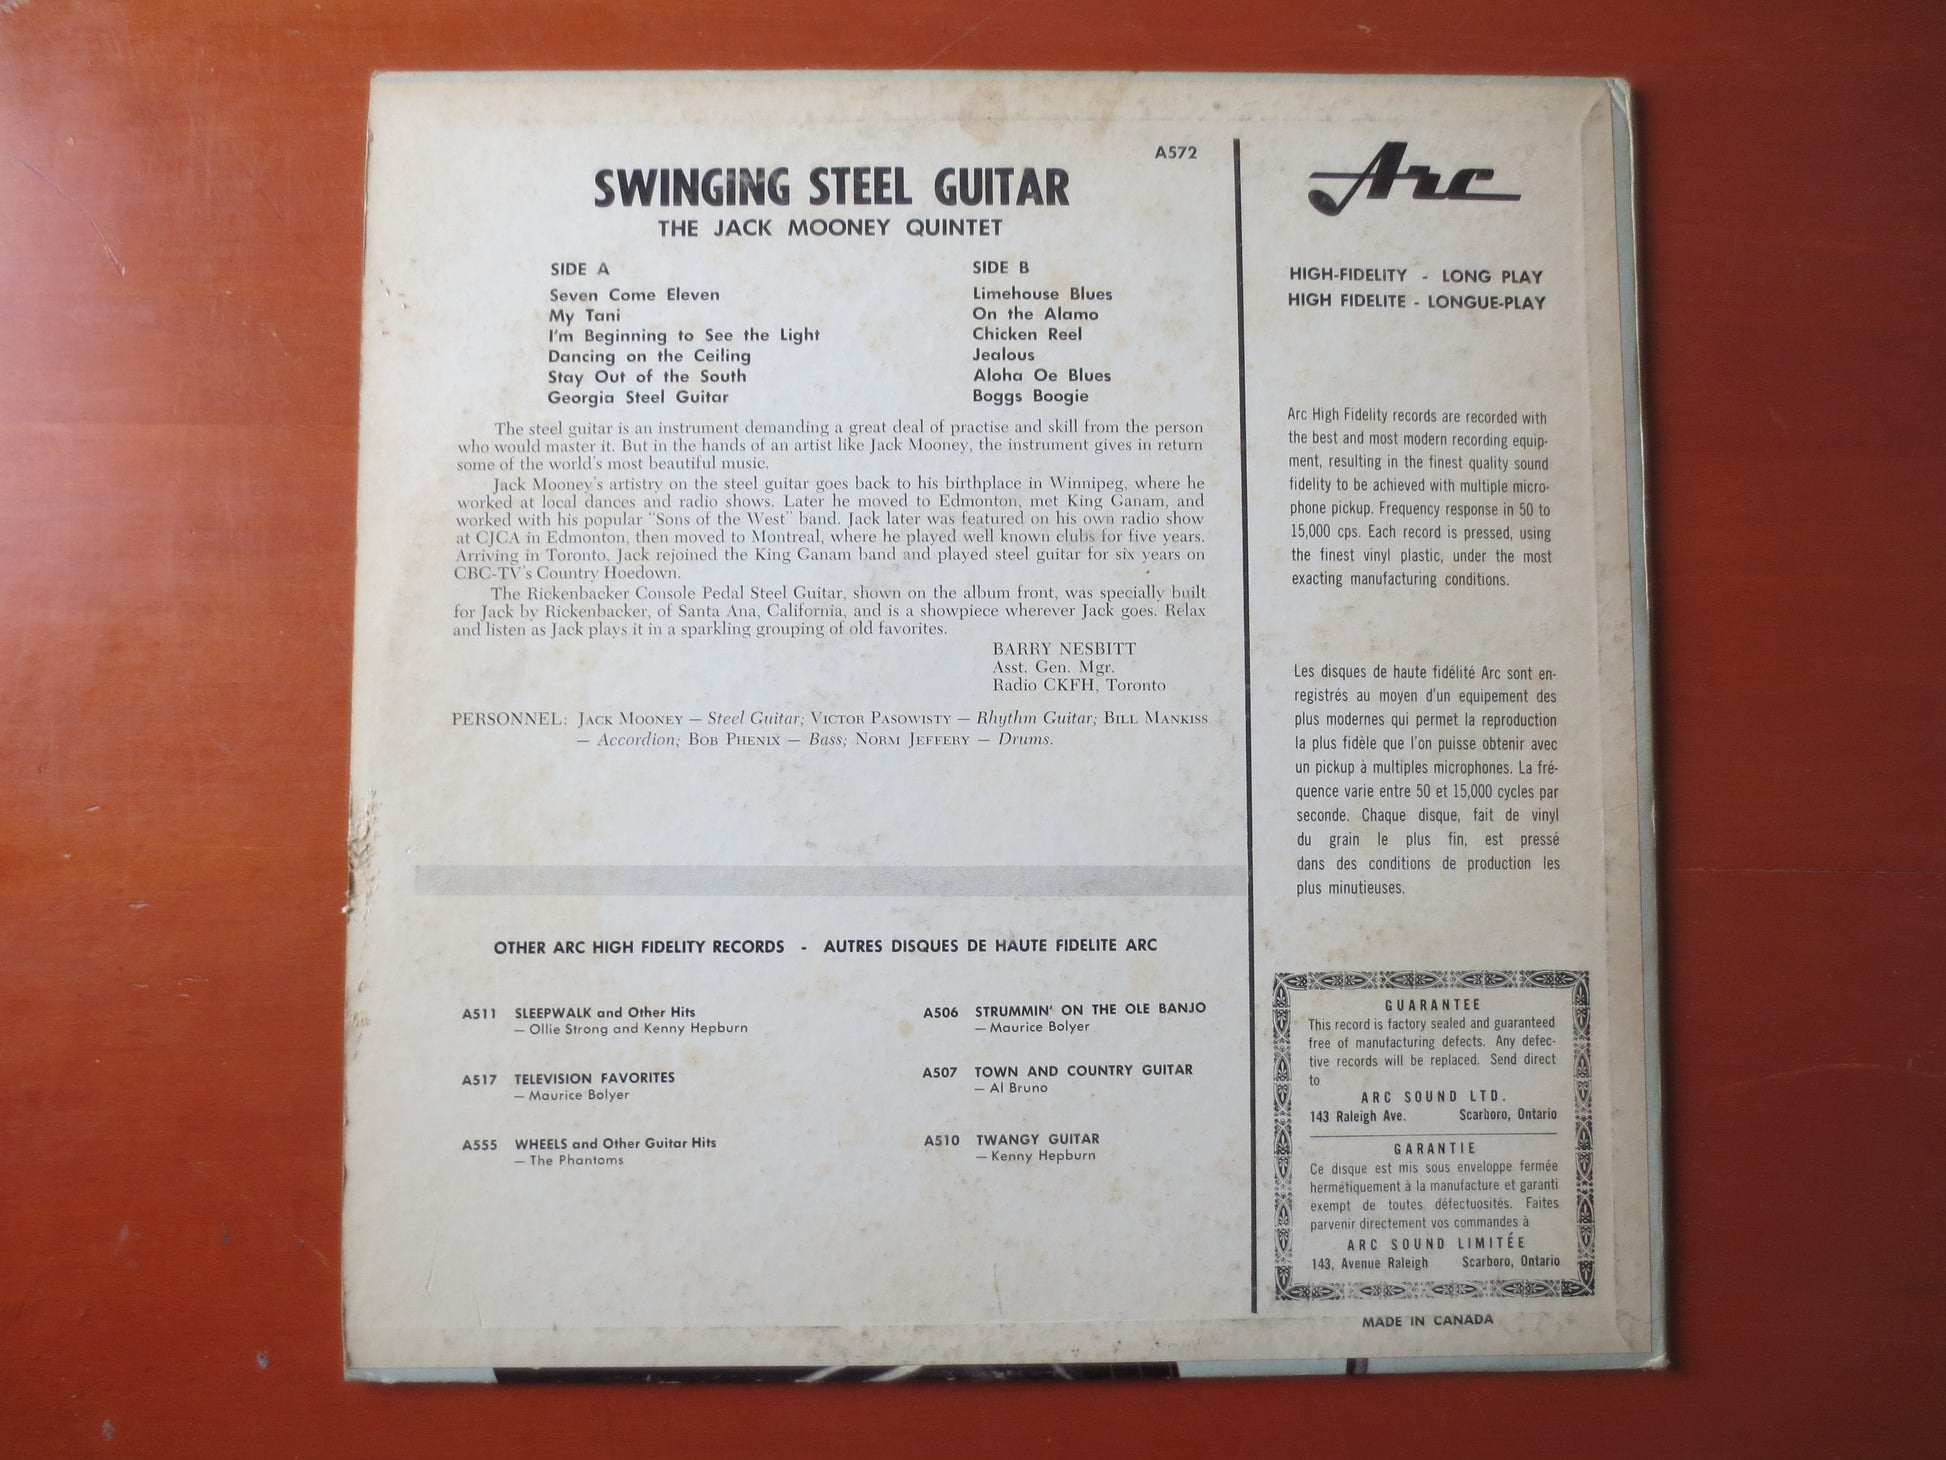 A572
SWINGING STEEL GUITAR
THE JACK MOONEY QUINTET
SIDE A
Seven Come Eleven
My Tani
I'm Beginning to See the Light
Dancing on the Ceiling
Stay Out of the South
Georgia Steel Guitar
SIDE B
Limehouse Blues
On the Alamo
Chicken Reel
Jealous
Aloha Oe Blues
Boggs Boogie
The steel guitar is an instrument demanding a great deal of practise and skill from the person
who would master it. But in the hands of an artist like Jack Mooney, the instrument gives in return
some of the world's most beautiful music.
Jack Mooney's artistry on the steel guitar goes back to his birthplace in Winnipeg, where he
worked at local dances and radio shows. Later he moved to Edmonton, met King Ganam, and
worked with his popular "Sons of the West" band. Jack later was featured on his own radio show
at CJCA in Edmonton, then moved to Montreal, where he played well known clubs for five years.
Arriving in Toronto, Jack rejoined the King Ganam band and played steel guitar for six years on
CBC-TV's Country Hoedown.
The Rickenbacker Console Pedal Steel Guitar, shown on the album front, was specially built
for Jack by Rickenbacker, of Santa Ana, California, and is a showpiece wherever Jack goes. Relax
and listen as Jack plays it in a sparkling grouping of old favorites.
BARRY NESBITT
Asst. Gen. Mgr.
Radio CKFH, Toronto
PERSONNEL: JACK MOONEY — Steel Guitar; VICTOR PASOWISTY — Rhythm Guitar; BILL MANKISS
— Accordion; BOB PHENIX — Bass; NORM JEFFERY — Drums.
OTHER ARC HIGH FIDELITY RECORDS - AUTRES DISQUES DE HAUTE FIDELITE ARC
A511 SLEEPWALK and Other Hits
— Ollie Strong and Kenny Hepburn
A517 TELEVISION FAVORITES
— Maurice Bolyer
A555 WHEELS and Other Guitar Hits
— The Phantoms
A506 STRUMMIN' ON THE OLE BANJO
— Maurice Bolyer
A507 TOWN AND COUNTRY GUITAR
— Al Bruno
A510 TWANGY GUITAR
— Kenny Hepburn
Arc
HIGH-FIDELITY - LONG PLAY
HIGH FIDELITE - LONGUE-PLAY
Arc High Fidelity records are recorded with
the best and most modern recording equip-
ment, resulting in the finest quality sound
fidelity to be achieved with multiple micro-
phone pickup. Frequency response in 50 to
15,000 cps. Each record is pressed, using
the finest vinyl plastic, under the most
exacting manufacturing conditions.
Les disques de haute fidélité Arc sont en-
registrés au moyen d'un equipement des
plus modernes qui permet la reproduction
la plus fidèle que l'on puisse obtenir avec
un pickup à multiples microphones. La fré-
quence varie entre 50 et 15,000 cycles par
seconde. Chaque disque, fait de vinyl
du grain le plus fin, est pressé
dans des conditions de production les
plus minutieuses.
GUARANTEE
This record is factory sealed and guaranteed
free of manufacturing defects. Any defec-
tive records will be replaced. Send direct
to
ARC SOUND LTD.
143 Raleigh Ave. Scarboro, Ontario
GARANTIE
Ce disque est mis sous enveloppe fermée
hermétiquement à la manufacture et garanti
exempt de toutes défectuosités. Faites
parvenir directement vos commandes à
ARC SOUND LIMITÉE
143, Avenue Raleigh Scarboro, Ontario
MADE IN CANADA